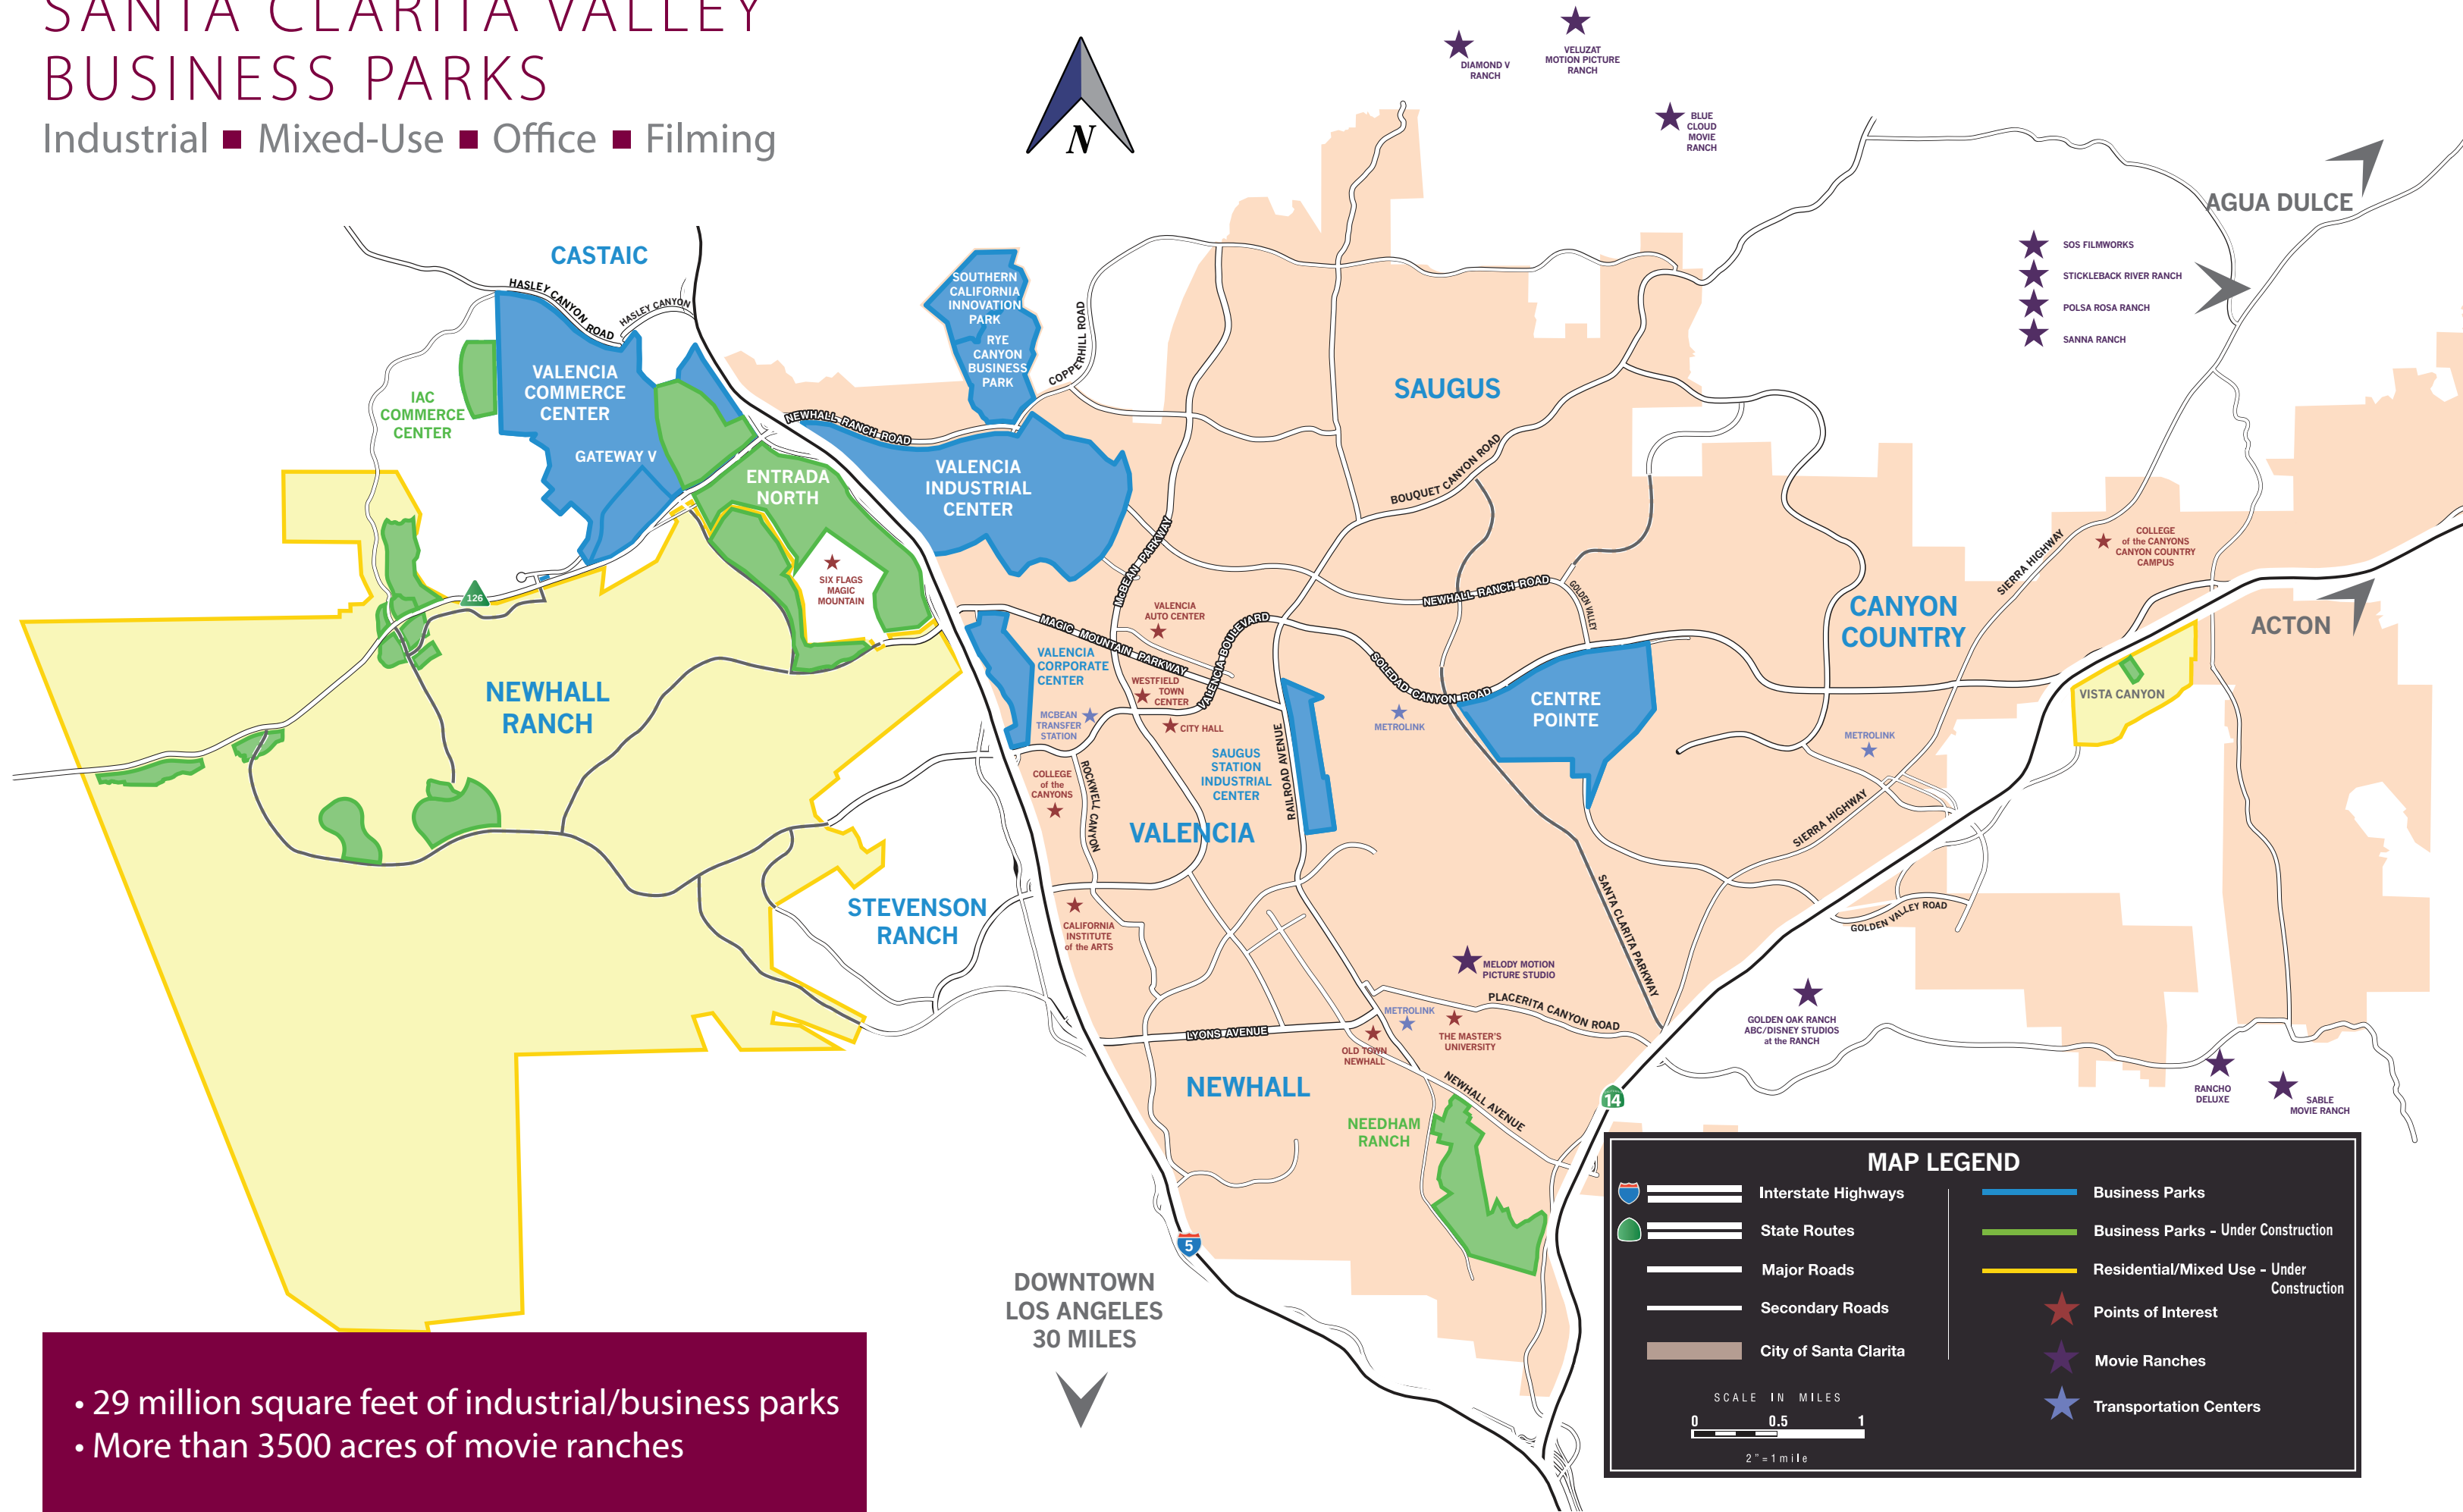 SANTA CLARITA VALLEY
BUSINESS PARKS
Industrial ■ Mixed-Use ■ Office ■ Filming
N
DIAMOND V
RANCH
VELUZAT
MOTION PICTURE
RANCH
BLUE
CLOUD
MOVIE
RANCH
AGUA DULCE
SOS FILMWORKS
STICKLEBACK RIVER RANCH
POLSA ROSA RANCH
SANNA RANCH
CASTAIC
HASLEY CANYON ROAD
HASLEY CANYON
SOUTHERN
CALIFORNIA
INNOVATION
PARK
RYE
CANYON
BUSINESS
PARK
COPPERHILL ROAD
VALENCIA
COMMERCE
CENTER
IAC
COMMERCE
CENTER
GATEWAY V
NEWHALL RANCH ROAD
SAUGUS
ENTRADA
NORTH
VALENCIA
INDUSTRIAL
CENTER
BOUQUET CANYON ROAD
McBEAN PARKWAY
COLLEGE
of the CANYONS
CANYON COUNTRY
CAMPUS
SIERRA HIGHWAY
SIX FLAGS
MAGIC
MOUNTAIN
126
NEWHALL RANCH ROAD
GOLDEN VALLEY
CANYON
COUNTRY
ACTON
VALENCIA
AUTO CENTER
MAGIC MOUNTAIN PARKWAY
VALENCIA BOULEVARD
VALENCIA
CORPORATE
CENTER
WESTFIELD
TOWN
CENTER
SOLEDAD CANYON ROAD
CENTRE
POINTE
VISTA CANYON
NEWHALL
RANCH
MCBEAN
TRANSFER
STATION
CITY HALL
METROLINK
METROLINK
SAUGUS
STATION
INDUSTRIAL
CENTER
RAILROAD AVENUE
COLLEGE
of the
CANYONS
ROCKWELL CANYON
VALENCIA
SIERRA HIGHWAY
STEVENSON
RANCH
CALIFORNIA
INSTITUTE
of the ARTS
SANTA CLARITA PARKWAY
GOLDEN VALLEY ROAD
MELODY MOTION
PICTURE STUDIO
PLACERITA CANYON ROAD
METROLINK
LYONS AVENUE
OLD TOWN
NEWHALL
THE MASTER'S
UNIVERSITY
GOLDEN OAK RANCH
ABC/DISNEY STUDIOS
at the RANCH
RANCHO
DELUXE
SABLE
MOVIE RANCH
NEWHALL
NEWHALL AVENUE
14
NEEDHAM
RANCH
5
DOWNTOWN
LOS ANGELES
30 MILES
MAP LEGEND
Interstate Highways
State Routes
Major Roads
Secondary Roads
City of Santa Clarita
SCALE IN MILES
0 0.5 1
2"=1mile
Business Parks
Business Parks - Under Construction
Residential/Mixed Use - Under
Construction
Points of Interest
Movie Ranches
Transportation Centers
• 29 million square feet of industrial/business parks
• More than 3500 acres of movie ranches